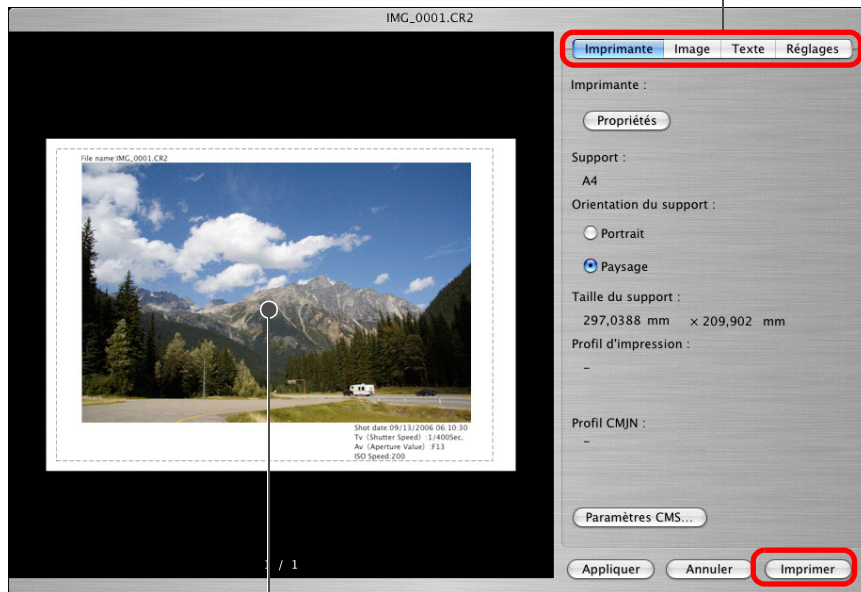 IMG_0001.CR2
File name:IMG_0001.CR2
Shot date:09/13/2006 06:10:30
Tv (Shutter Speed) :1/400Sec.
Av (Aperture Value) :F13
ISO Speed:200
/ 1
Imprimante Image Texte Réglages
Imprimante :
Propriétés
Support :
A4
Orientation du support :
Portrait
Paysage
Taille du support :
297,0388 mm × 209,902 mm
Profil d'impression :
–
Profil CMJN :
–
Paramètres CMS...
Appliquer Annuler Imprimer